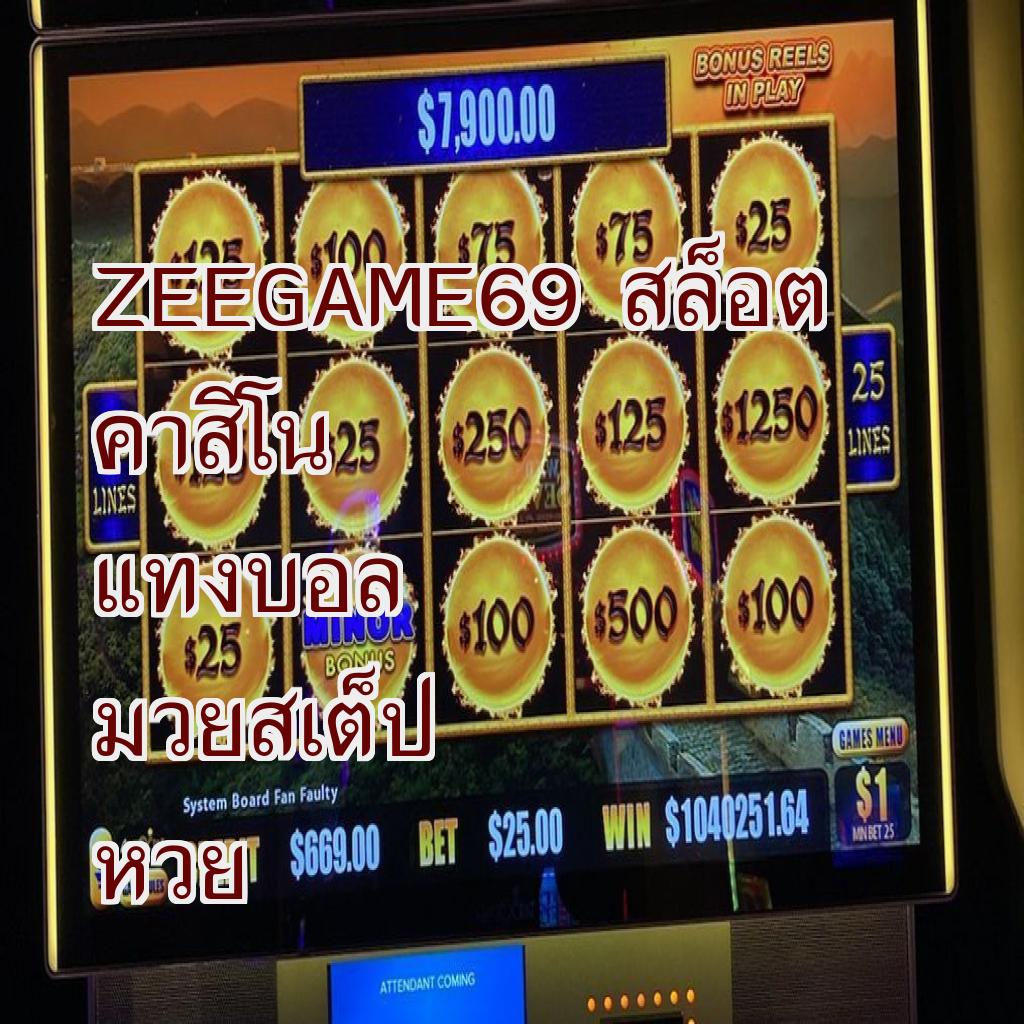 BONUS REELS
IN PLAY
$7,900.00
$125 $100 $75 $75 $25
ZEEGAME69 สล็อต
คาสิโน
25 $250 $125 $1250
LINES
25
LINES
แทงบอล
$25 MINOR BONUS $100 $500 $100
มวยสเต็ป
GAMES MENU
System Board Fan Faulty
$669.00 BET $25.00 WIN $1040251.64
$1
MIN BET 25
หวย
ATTENDANT COMING